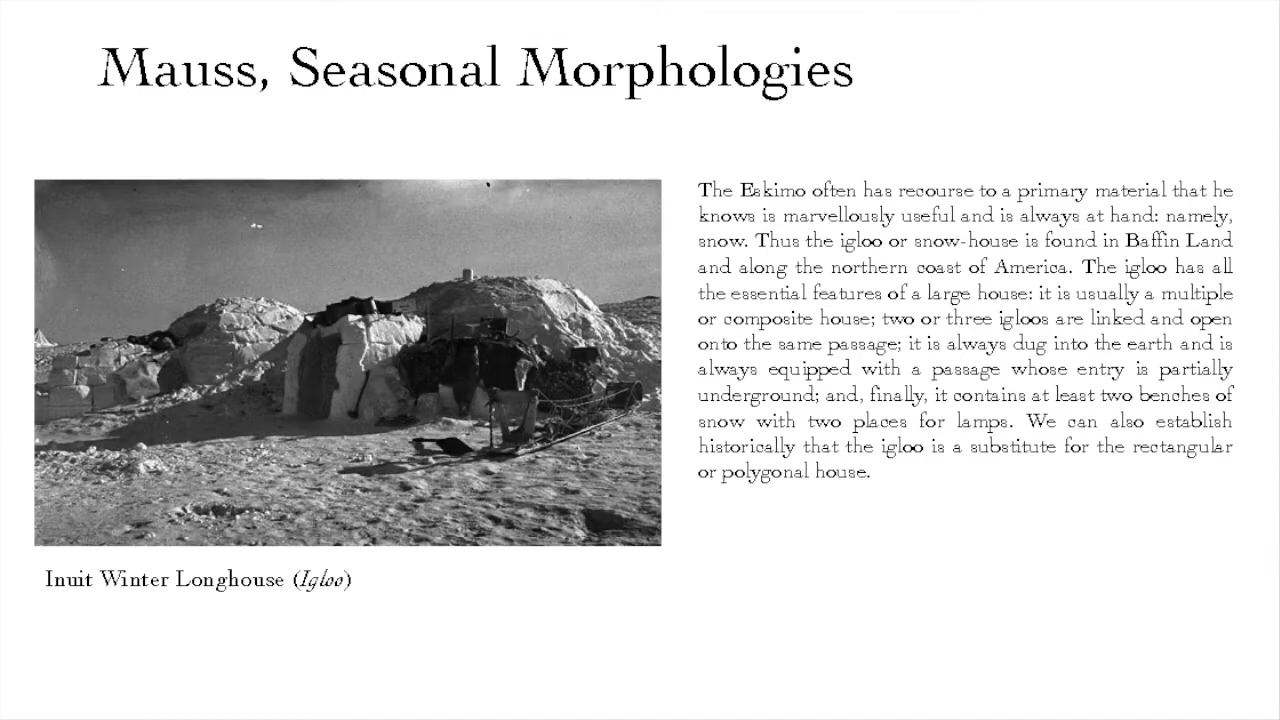 Mauss, Seasonal Morphologies
The Eskimo often has recourse to a primary material that he
knows is marvellously useful and is always at hand: namely,
snow. Thus the igloo or snow-house is found in Baffin Land
and along the northern coast of America. The igloo has all
the essential features of a large house: it is usually a multiple
or composite house; two or three igloos are linked and open
onto the same passage; it is always dug into the earth and is
always equipped with a passage whose entry is partially
underground; and, finally, it contains at least two benches of
snow with two places for lamps. We can also establish
historically that the igloo is a substitute for the rectangular
or polygonal house.
Inuit Winter Longhouse (Igloo)